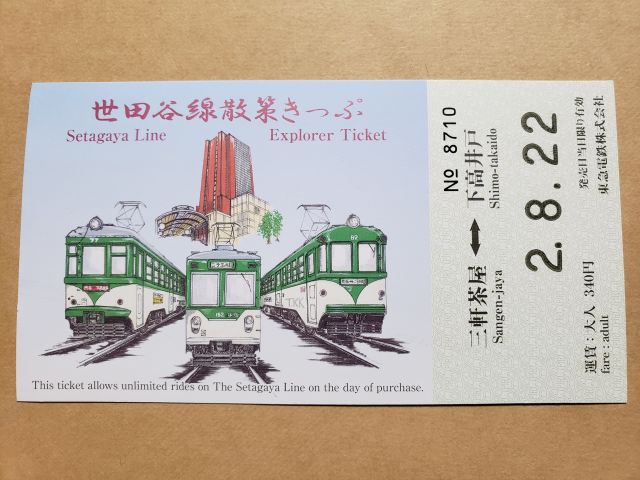 世田谷線散策きっぷ
Setagaya Line Explorer Ticket
TKK
This ticket allows unlimited rides on The Setagaya Line on the day of purchase.
№ 8710
三軒茶屋 ↔ 下高井戸
Sangen-jaya Shimo-takaido
2.8.22
発売日当日限り有効
東急電鉄株式会社
運賃：大人 340円
fare : adult